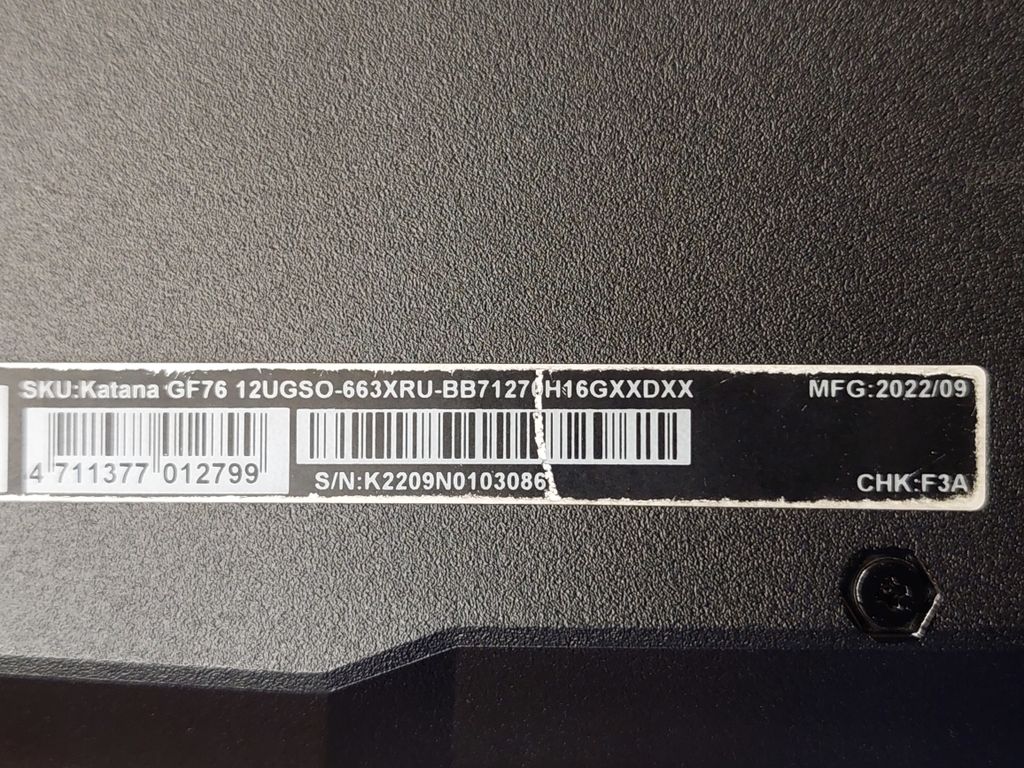 SKU:Katana GF76 12UGSO-663XRU-BB71270H16GXXDXX
MFG:2022/09
4 711377 012799
S/N:K2209N0103086
CHK:F3A